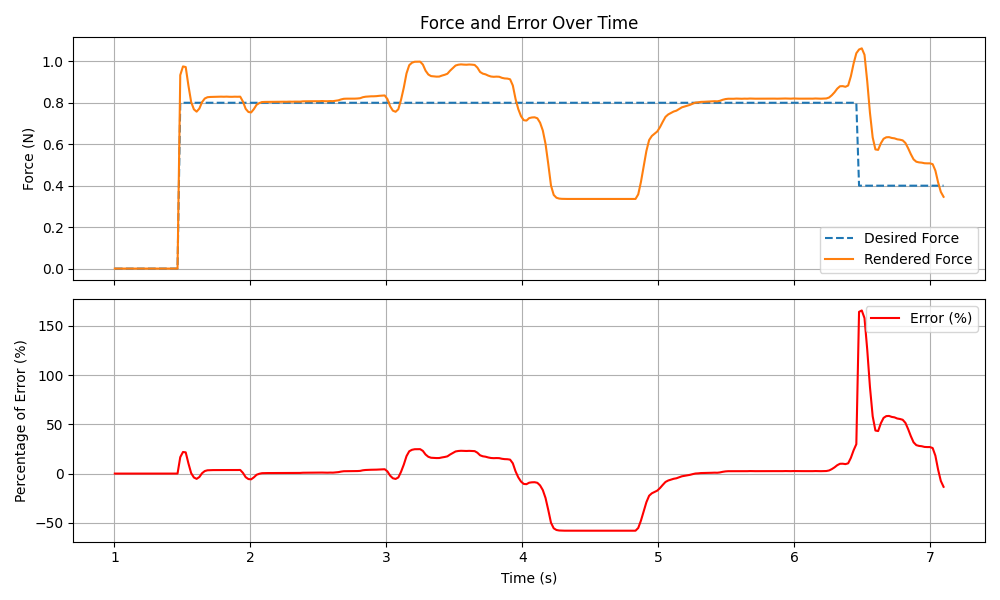 Force and Error Over Time
Force (N)
1.0
0.8
0.6
0.4
0.2
0.0
Desired Force
Rendered Force
Percentage of Error (%)
150
100
50
0
−50
Error (%)
1 2 3 4 5 6 7
Time (s)